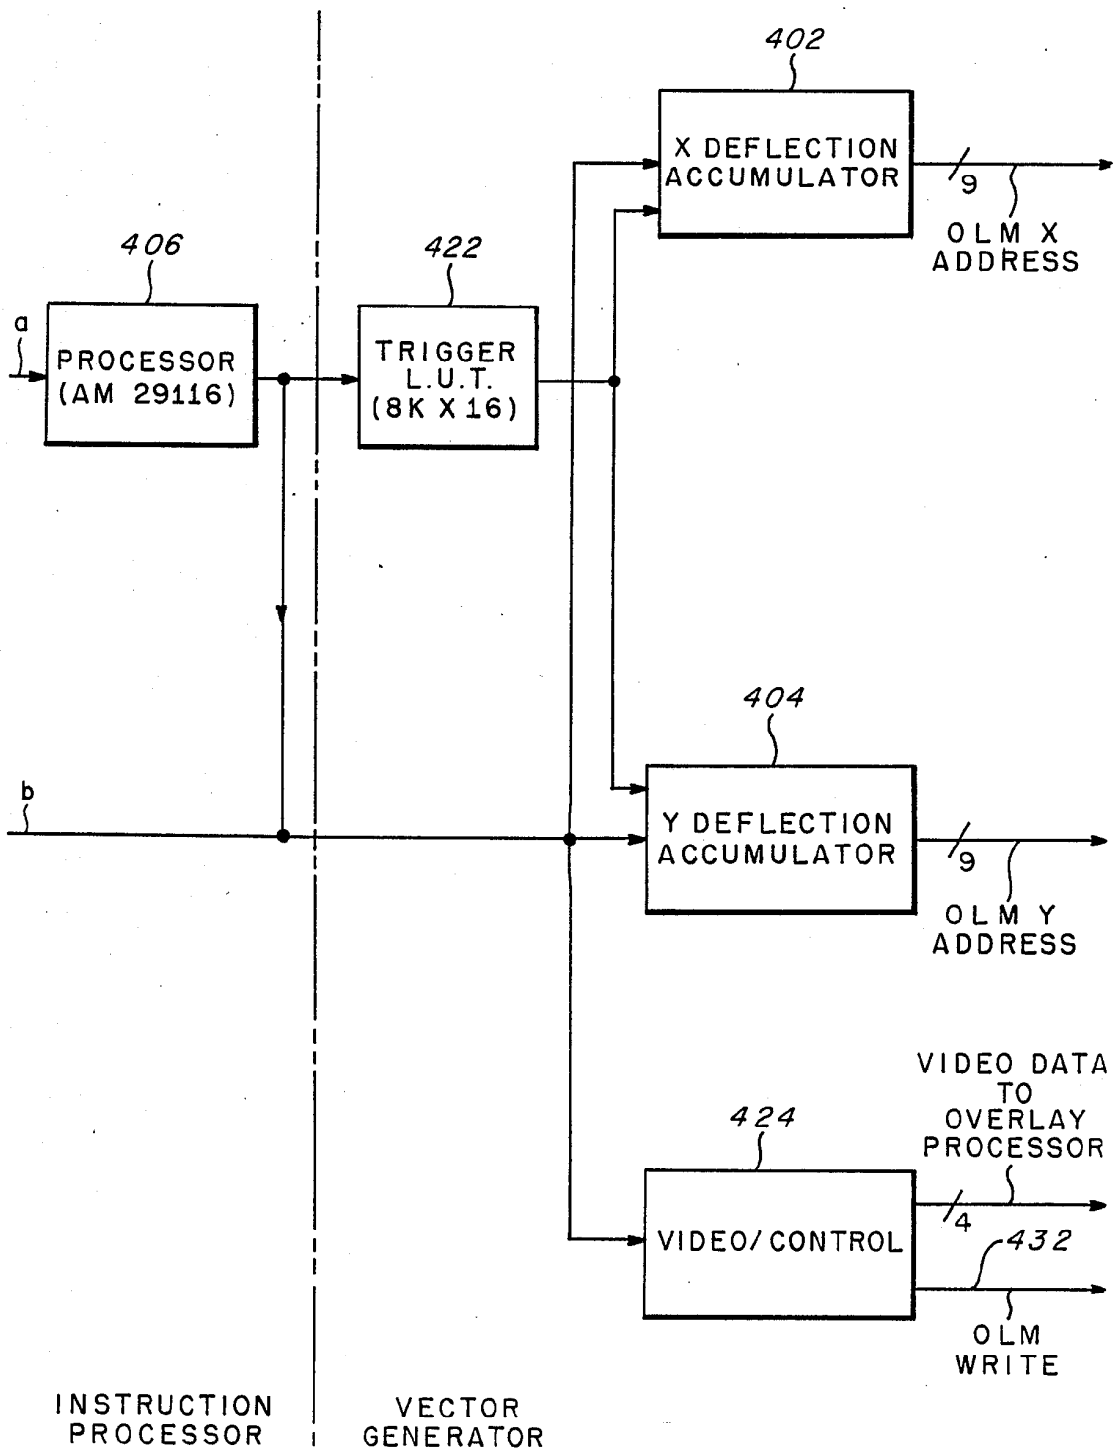 402
X DEFLECTION
ACCUMULATOR
9
OLM X
ADDRESS
406
422
a
PROCESSOR
(AM 29116)
TRIGGER
L.U.T.
(8K X 16)
404
b
Y DEFLECTION
ACCUMULATOR
9
OLM Y
ADDRESS
VIDEO DATA
TO
OVERLAY
PROCESSOR
424
4
VIDEO/CONTROL
432
OLM
WRITE
INSTRUCTION
PROCESSOR
VECTOR
GENERATOR